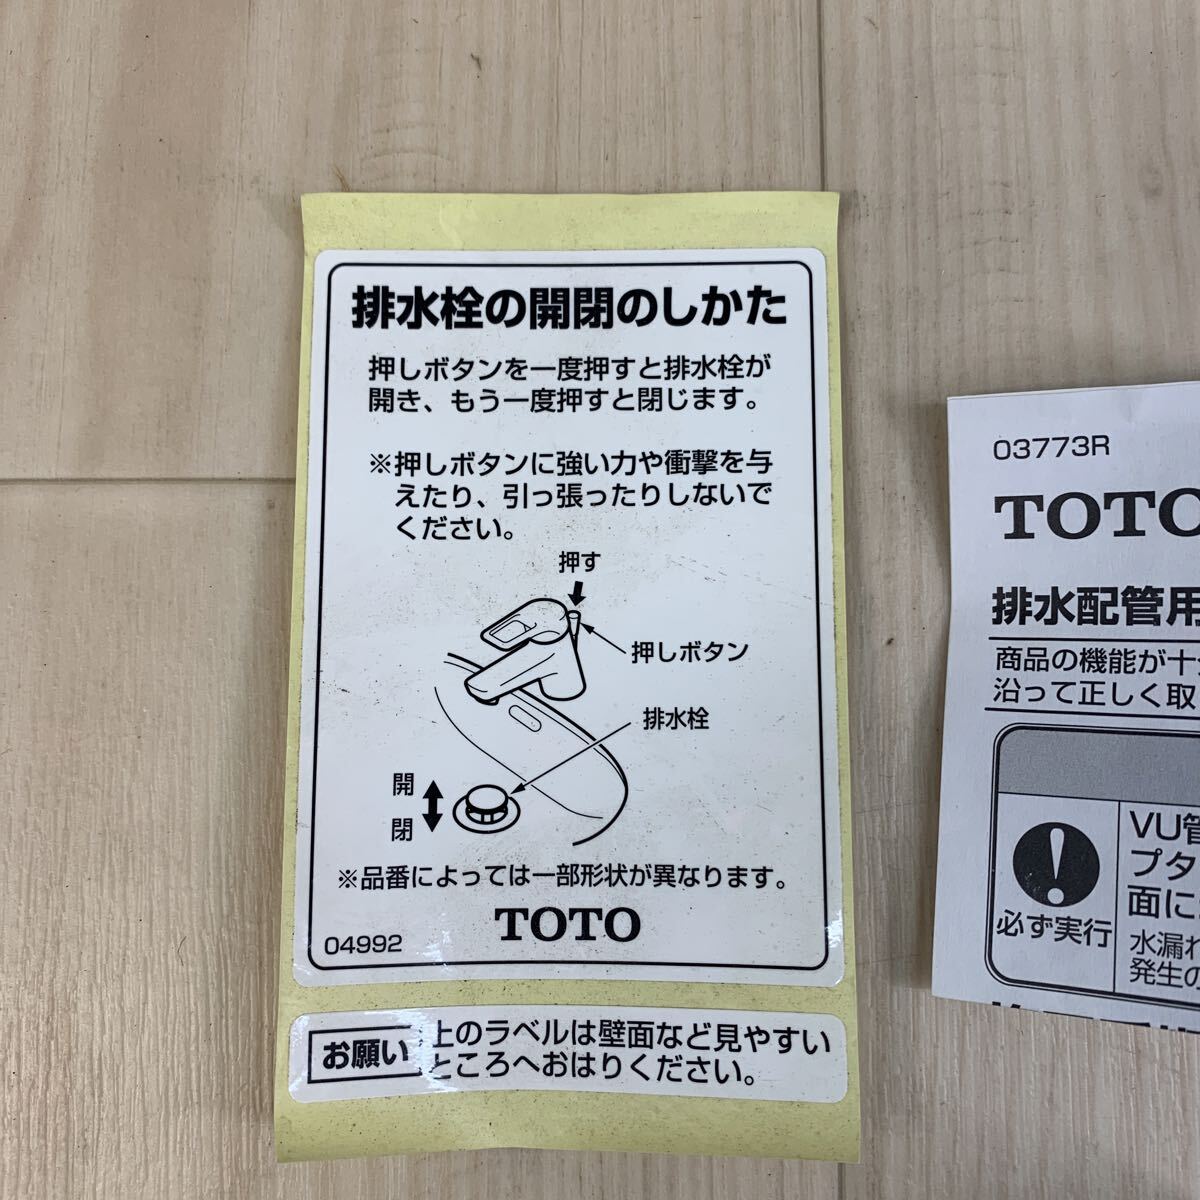 排水栓の開閉のしかた
押しボタンを一度押すと排水栓が
開き、もう一度押すと閉じます。
※押しボタンに強い力や衝撃を与
えたり、引っ張ったりしないで
ください。
押す
押しボタン
排水栓
開
閉
※品番によっては一部形状が異なります。
TOTO
04992
お願い
上のラベルは壁面など見やすい
ところへおはりください。
03773R
TOTO
排水配管用
商品の機能が十
沿って正しく取
必ず実行
VU管
プタ
面に
水漏れ
発生の